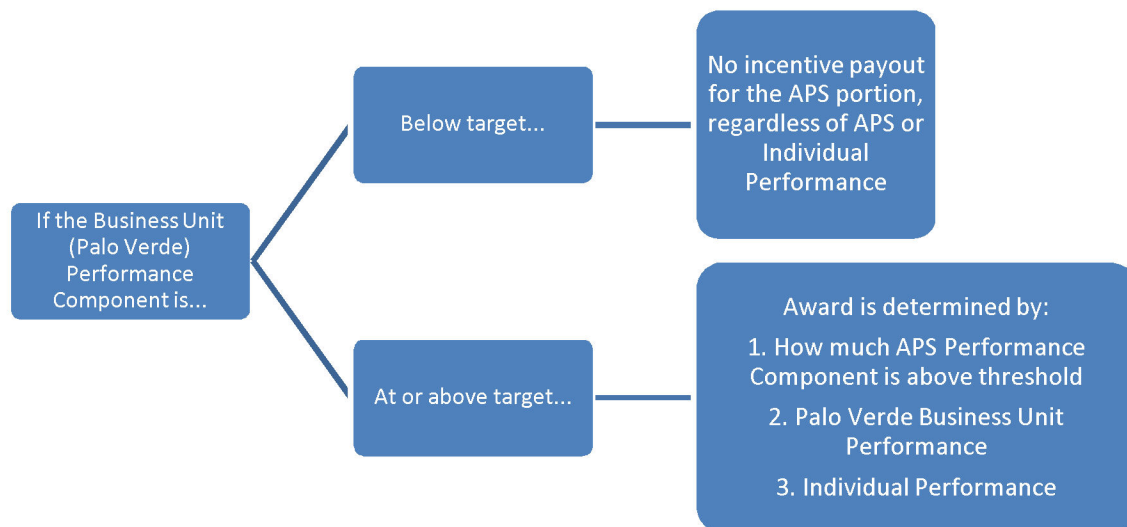 If the Business Unit
(Palo Verde)
Performance
Component is...
Below target...
No incentive payout
for the APS portion,
regardless of APS or
Individual
Performance
At or above target...
Award is determined by:
1. How much APS Performance
Component is above threshold
2. Palo Verde Business Unit
Performance
3. Individual Performance